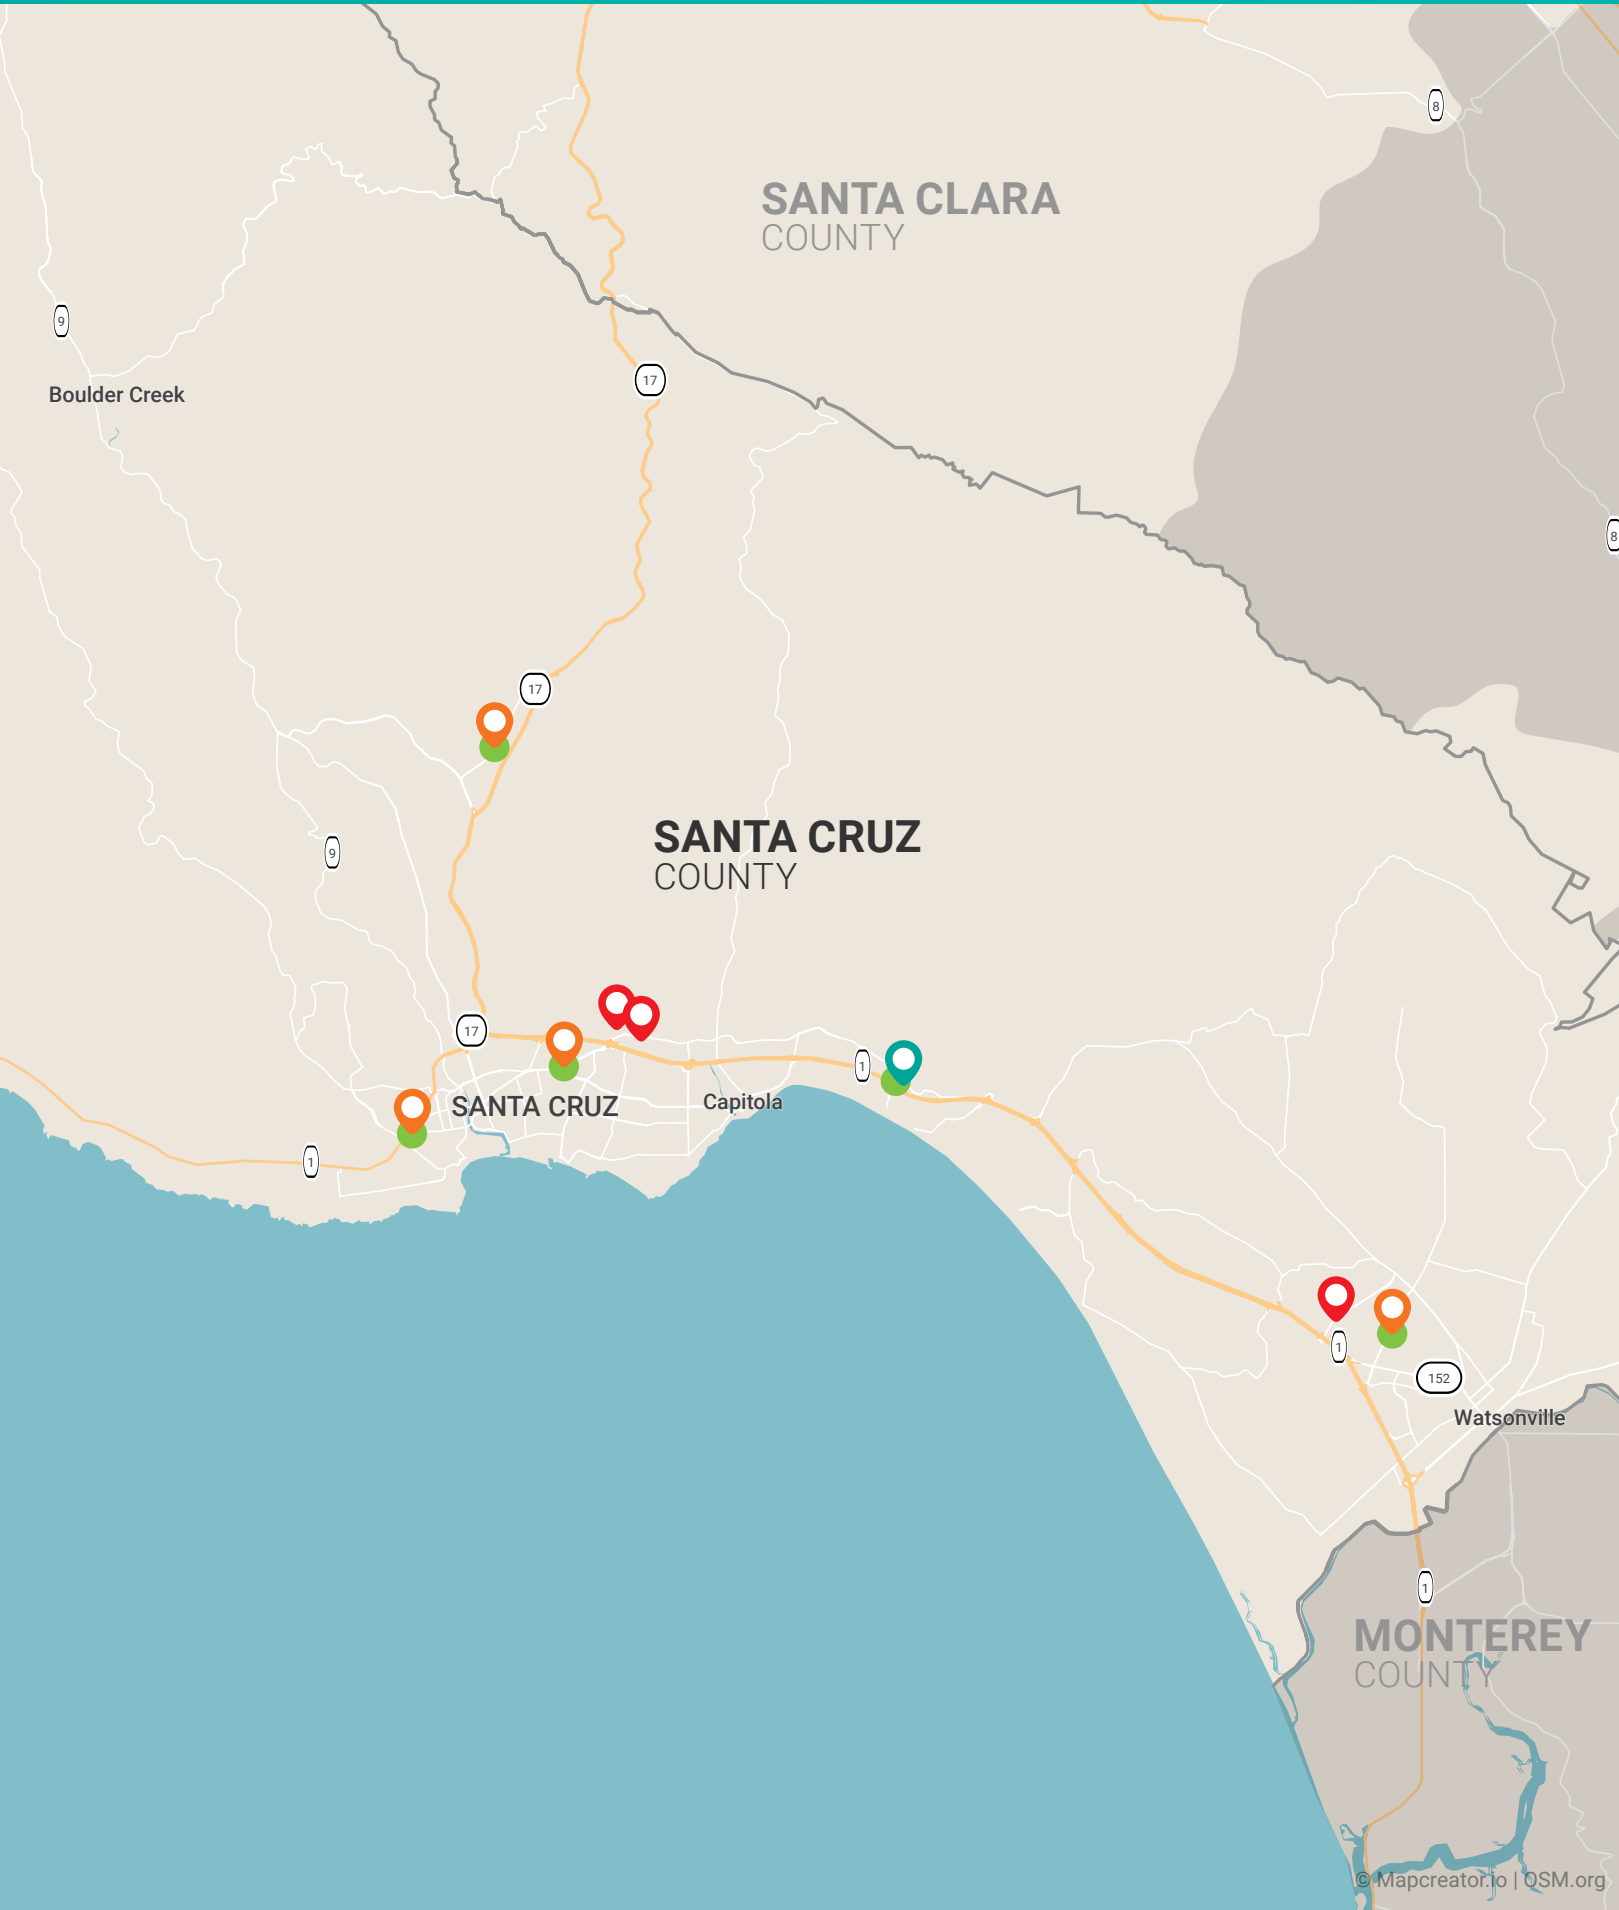 8
SANTA CLARA
COUNTY
9
17
Boulder Creek
8
17
SANTA CRUZ
COUNTY
9
17
1
Capitola
SANTA CRUZ
1
1
152
Watsonville
1
MONTEREY
COUNTY
© Mapcreator.io | OSM.org